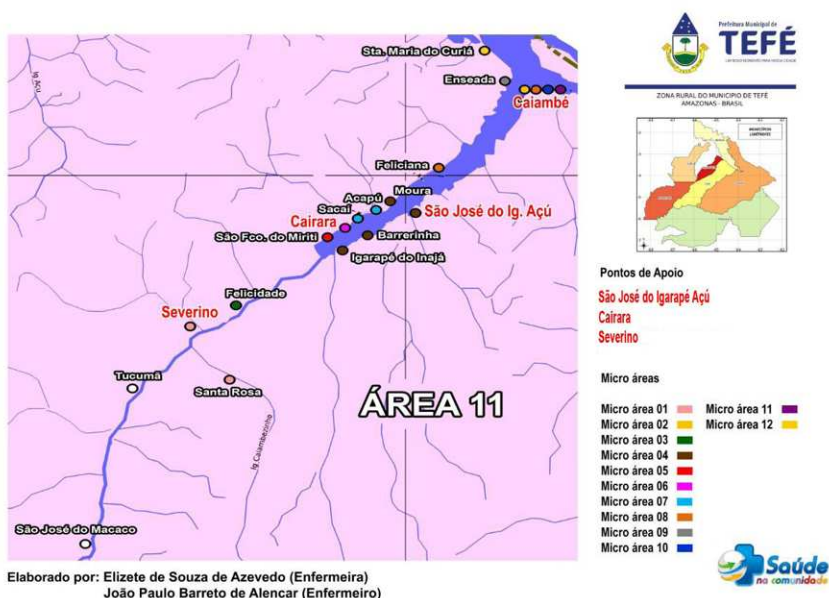 Prefeitura Municipal de
TEFÉ
ZONA RURAL DO MUNICIPIO DE TEFÉ
AMAZONAS - BRASIL
Sta. Maria do Curiá
Enseada
Caiambé
Ig. Açu
Feliciana
Moura
Acapú
Sacaí
São José do Ig. Açú
Cairara
São Fco. do Miriti
Barrerinha
Igarapé do Inajá
Felicidade
Severino
Tucumã
Santa Rosa
ÁREA 11
Ig. Caiambezinho
São José do Macaco
Pontos de Apoio
São José do Igarapé Açú
Cairara
Severino
Micro áreas
Micro área 01
Micro área 02
Micro área 03
Micro área 04
Micro área 05
Micro área 06
Micro área 07
Micro área 08
Micro área 09
Micro área 10
Micro área 11
Micro área 12
Saúde
na comunidade
Elaborado por: Elizete de Souza de Azevedo (Enfermeira)
João Paulo Barreto de Alencar (Enfermeiro)